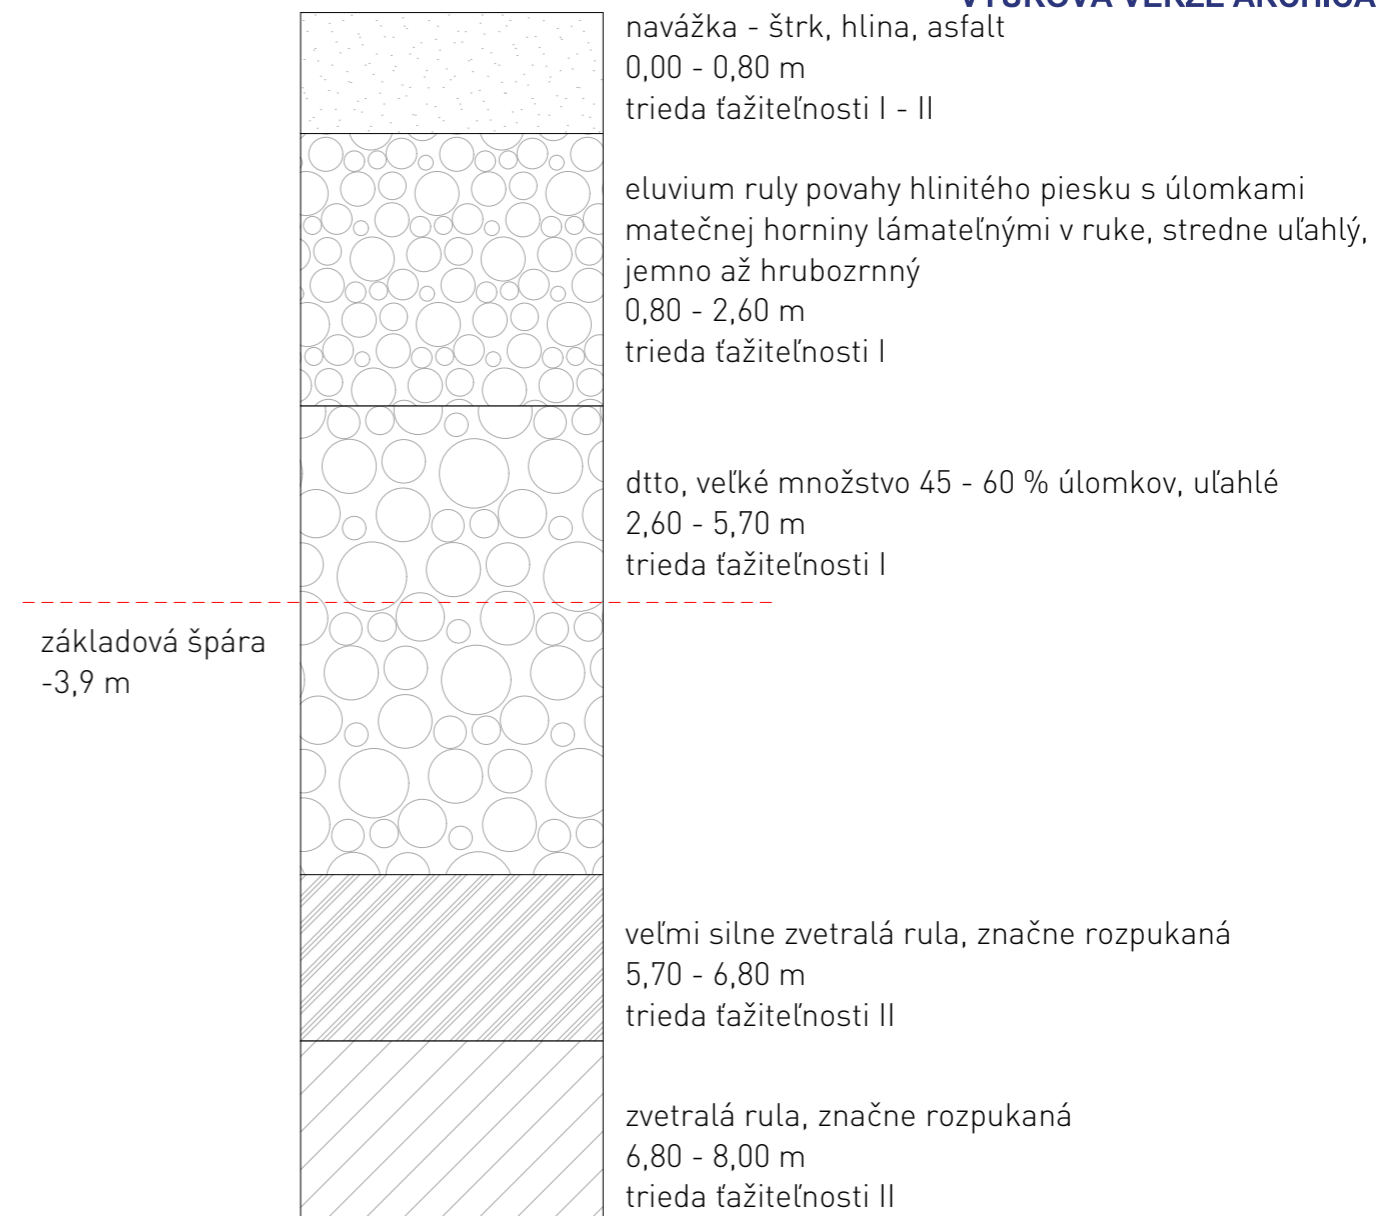 navážka - štrk, hlina, asfalt
0,00 - 0,80 m
trieda ťažiteľnosti I - II
eluvium ruly povahy hlinitého piesku s úlomkami
matečnej horniny lámateľnými v ruke, stredne uľahlý,
jemno až hrubozrnný
0,80 - 2,60 m
trieda ťažiteľnosti I
dtto, veľké množstvo 45 - 60 % úlomkov, uľahlé
2,60 - 5,70 m
trieda ťažiteľnosti I
základová špára
-3,9 m
veľmi silne zvetralá rula, značne rozpukaná
5,70 - 6,80 m
trieda ťažiteľnosti II
zvetralá rula, značne rozpukaná
6,80 - 8,00 m
trieda ťažiteľnosti II